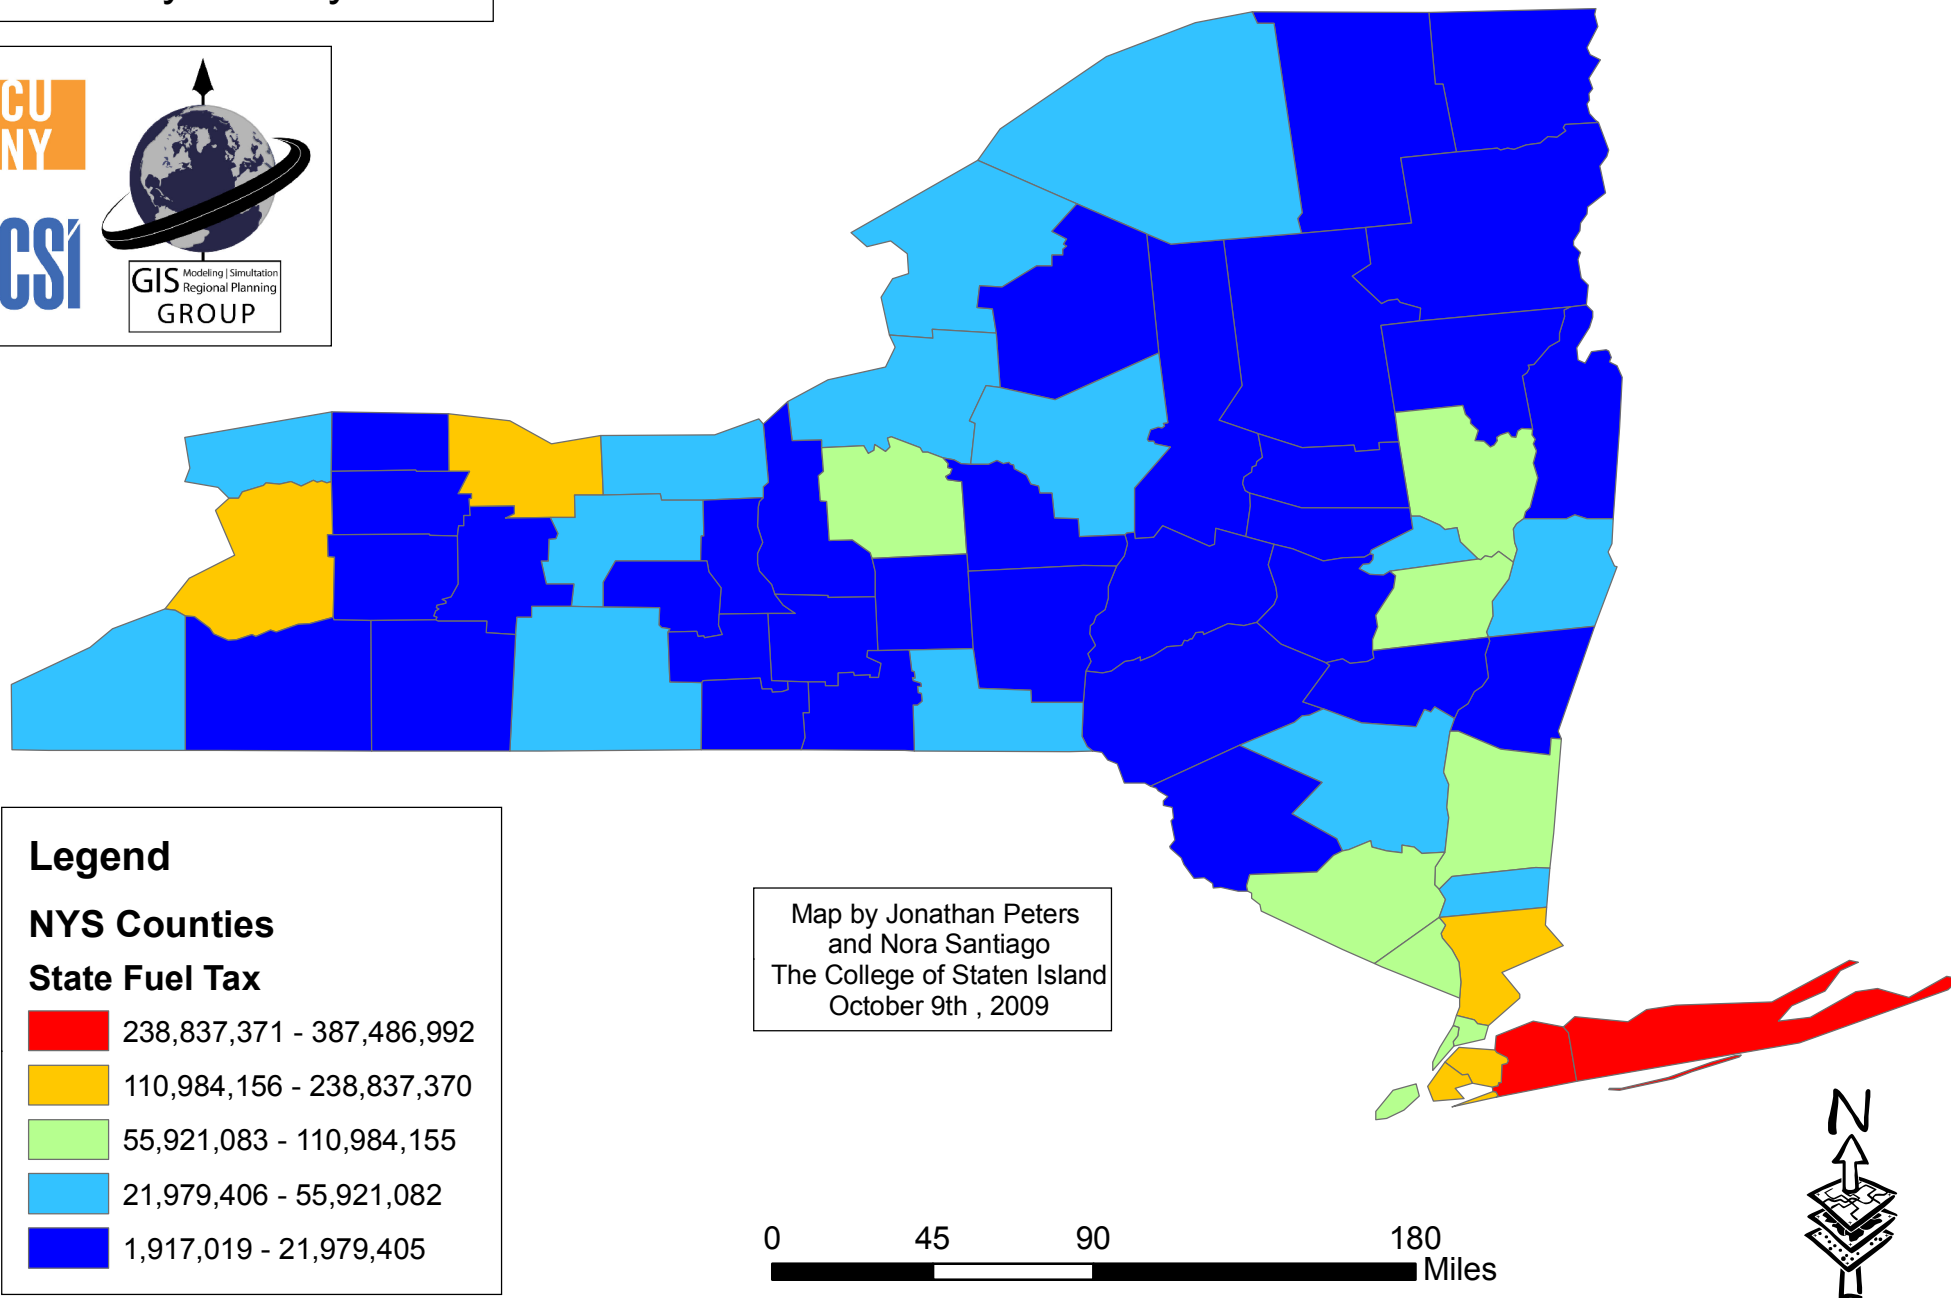 CU
NY
CSI
GIS Modeling | Simultation
Regional Planning
GROUP
Legend
NYS Counties
State Fuel Tax
238,837,371 - 387,486,992
110,984,156 - 238,837,370
55,921,083 - 110,984,155
21,979,406 - 55,921,082
1,917,019 - 21,979,405
Map by Jonathan Peters
and Nora Santiago
The College of Staten Island
October 9th , 2009
0 45 90 180
Miles
N